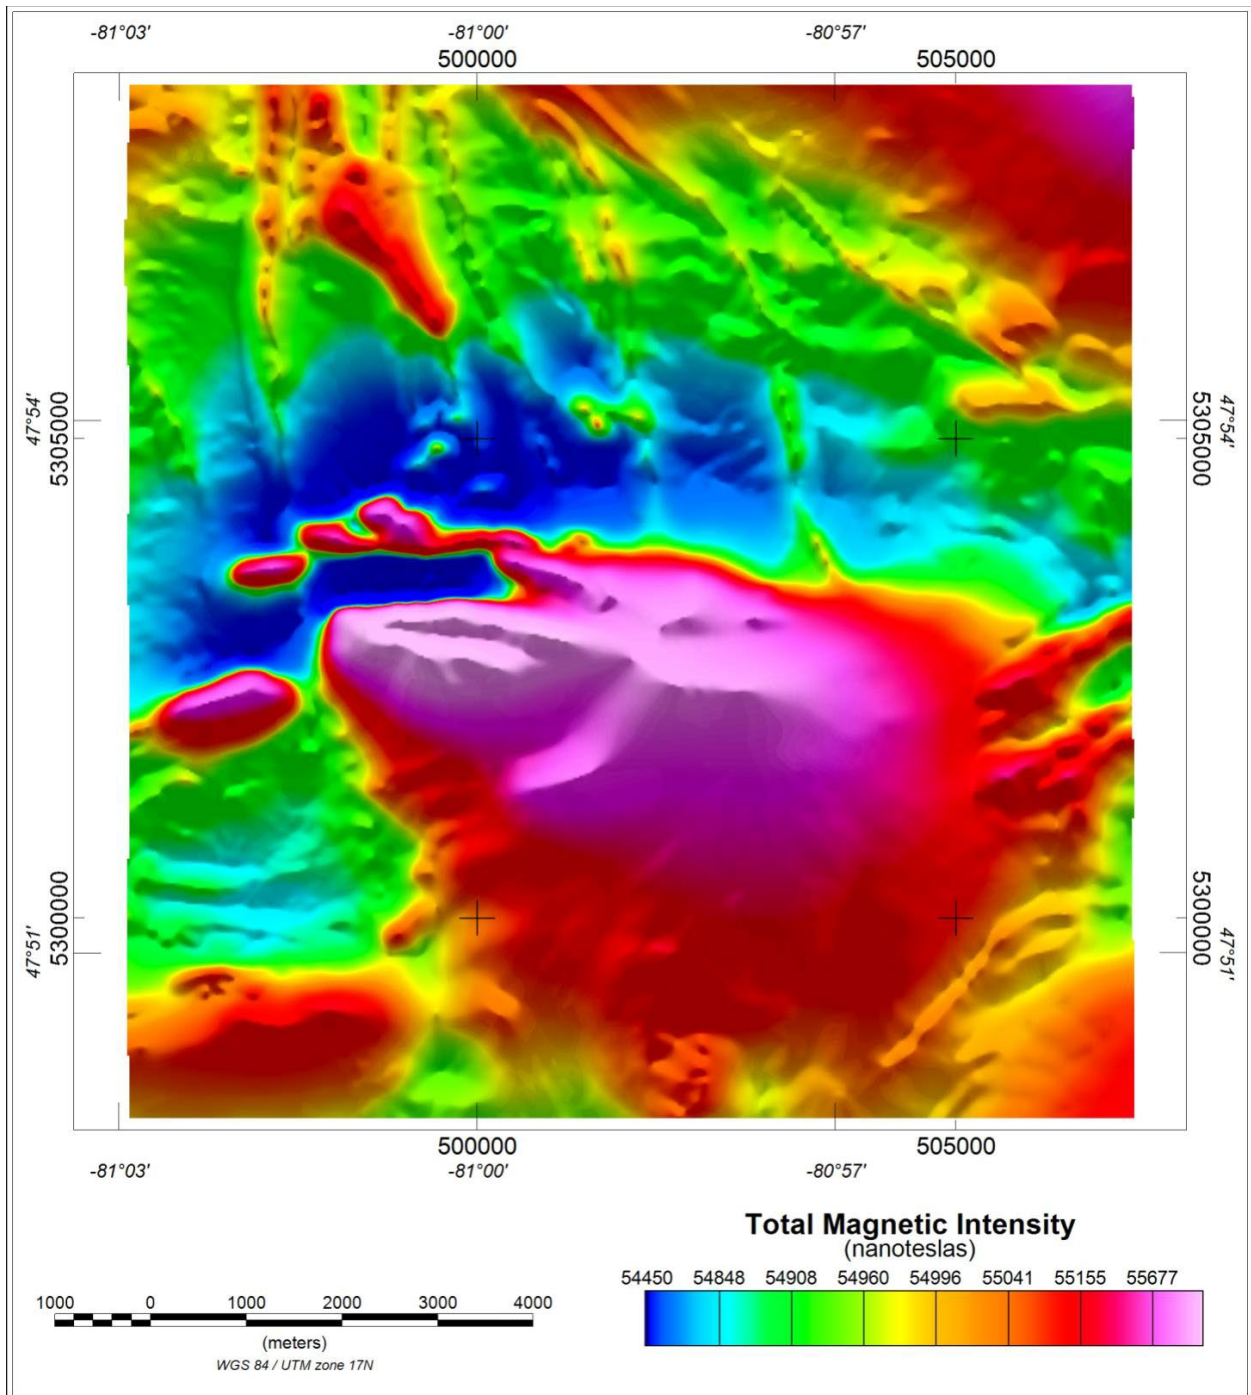 -81°03' -81°00' -80°57'
500000 505000
47°54'
5305000
5305000
47°54'
47°51'
5300000
5300000
47°51'
500000 505000
-81°03' -81°00' -80°57'
Total Magnetic Intensity
(nanoteslas)
54450 54848 54908 54960 54996 55041 55155 55677
1000 0 1000 2000 3000 4000
(meters)
WGS 84 / UTM zone 17N